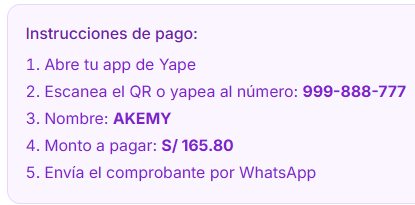 Instrucciones de pago:
1. Abre tu app de Yape
2. Escanea el QR o yapea al número: 999-888-777
3. Nombre: AKEMY
4. Monto a pagar: S/ 165.80
5. Envía el comprobante por WhatsApp